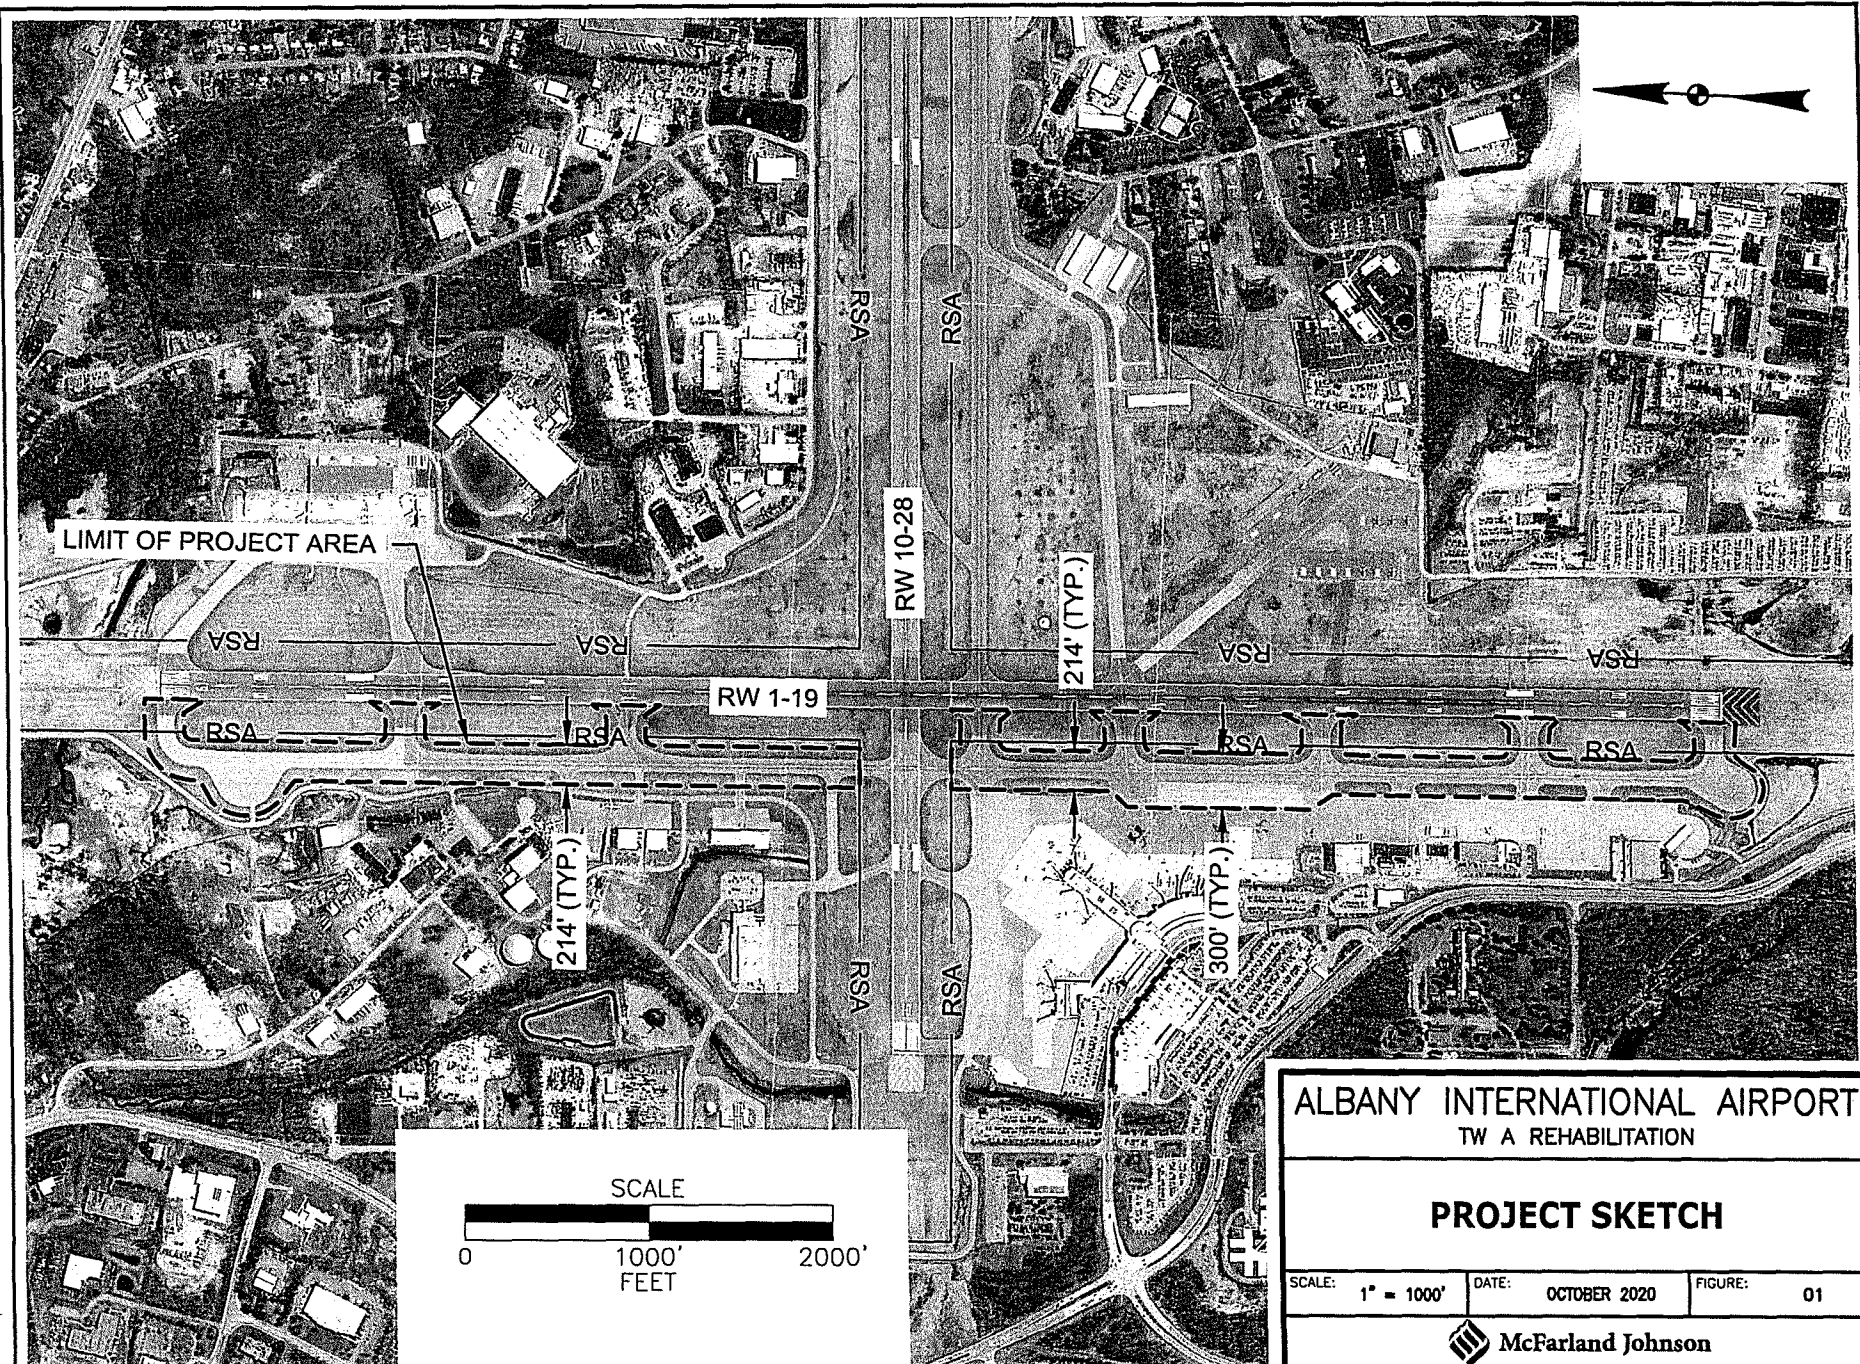 RSA
RSA
RW 10-28
LIMIT OF PROJECT AREA
214' (TYP.)
RSA
RSA
RSA
RSA
RW 1-19
RSA
RSA
RSA
RSA
214' (TYP.)
300' (TYP.)
RSA
RSA
SCALE
0 1000' 2000'
FEET
ALBANY INTERNATIONAL AIRPORT
TW A REHABILITATION
PROJECT SKETCH
SCALE: 1" = 1000' DATE: OCTOBER 2020 FIGURE: 01
McFarland Johnson